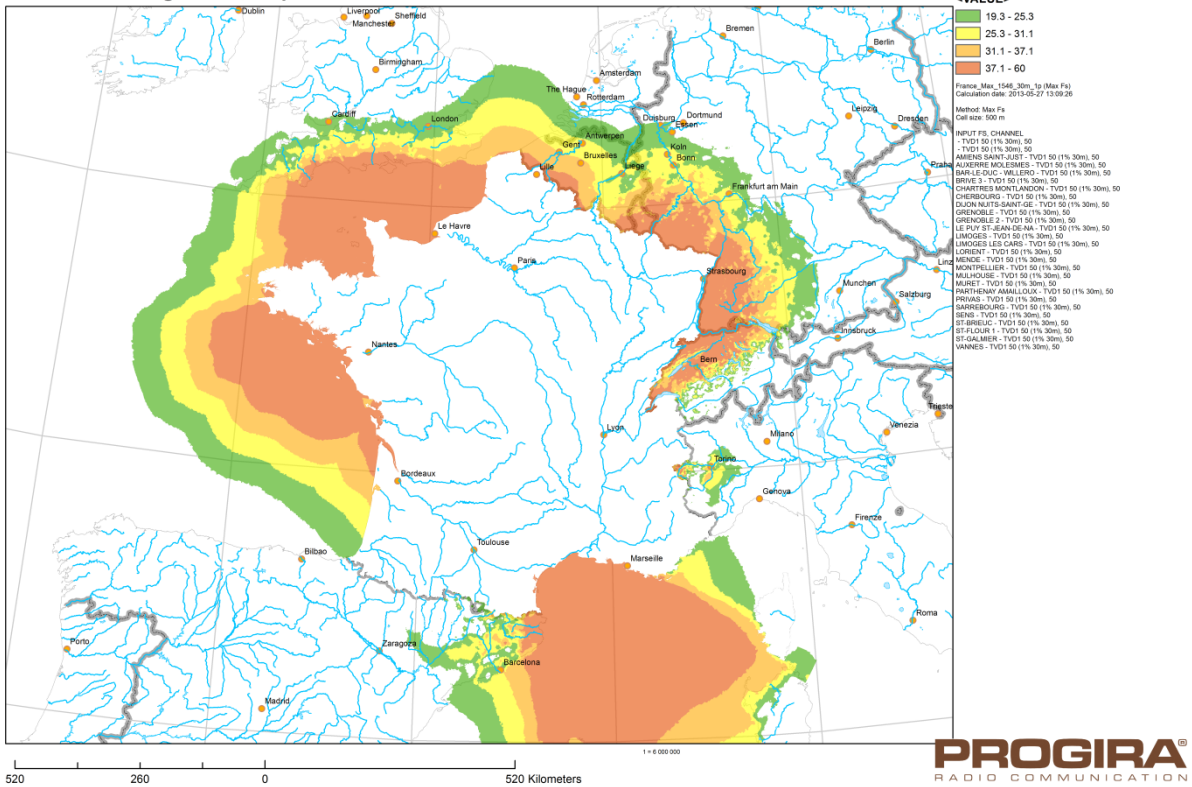 <VALUE>
19.3 - 25.3
25.3 - 31.1
31.1 - 37.1
37.1 - 60
France_Max_1546_30m_1p (Max Fs)
Calculation date: 2013-05-27 13:09:26
Method: Max Fs
Cell size: 500 m
INPUT FS, CHANNEL
- TVD1 50 (1% 30m), 50
- TVD1 50 (1% 30m), 50
AMIENS SAINT-JUST - TVD1 50 (1% 30m), 50
AUXERRE MOLESMES - TVD1 50 (1% 30m), 50
BAR-LE-DUC - WILLERO - TVD1 50 (1% 30m), 50
BRIVE 3 - TVD1 50 (1% 30m), 50
CHARTRES MONTLANDON - TVD1 50 (1% 30m), 50
CHERBOURG - TVD1 50 (1% 30m), 50
DIJON NUITS-SAINT-GE - TVD1 50 (1% 30m), 50
GRENOBLE - TVD1 50 (1% 30m), 50
GRENOBLE 2 - TVD1 50 (1% 30m), 50
LE PUY ST-JEAN-DE-NA - TVD1 50 (1% 30m), 50
LIMOGES - TVD1 50 (1% 30m), 50
LIMOGES LES CARS - TVD1 50 (1% 30m), 50
LORIENT - TVD1 50 (1% 30m), 50
MENDE - TVD1 50 (1% 30m), 50
MONTPELLIER - TVD1 50 (1% 30m), 50
MULHOUSE - TVD1 50 (1% 30m), 50
MURET - TVD1 50 (1% 30m), 50
PARTHENAY AMAILLOUX - TVD1 50 (1% 30m), 50
PRIVAS - TVD1 50 (1% 30m), 50
SARREBOURG - TVD1 50 (1% 30m), 50
SENS - TVD1 50 (1% 30m), 50
ST-BRIEUC - TVD1 50 (1% 30m), 50
ST-FLOUR 1 - TVD1 50 (1% 30m), 50
ST-GALMIER - TVD1 50 (1% 30m), 50
VANNES - TVD1 50 (1% 30m), 50
Dublin
Liverpool
Sheffield
Manchester
Bremen
Berlin
Birmingham
Amsterdam
The Hague
Rotterdam
Cardiff
London
Duisburg
Dortmund
Essen
Leipzig
Dresden
Antwerpen
Gent
Bruxelles
Koln
Bonn
Lille
Liege
Praha
Frankfurt am Main
Le Havre
Paris
Strasbourg
Linz
Munchen
Salzburg
Innsbruck
Nantes
Bern
Trieste
Venezia
Lyon
Milano
Torino
Bordeaux
Genova
Firenze
Bilbao
Toulouse
Marseille
Roma
Porto
Zaragoza
Barcelona
Madrid
1 = 6 000 000
520 260 0 520 Kilometers
PROGIRA®
RADIO COMMUNICATION